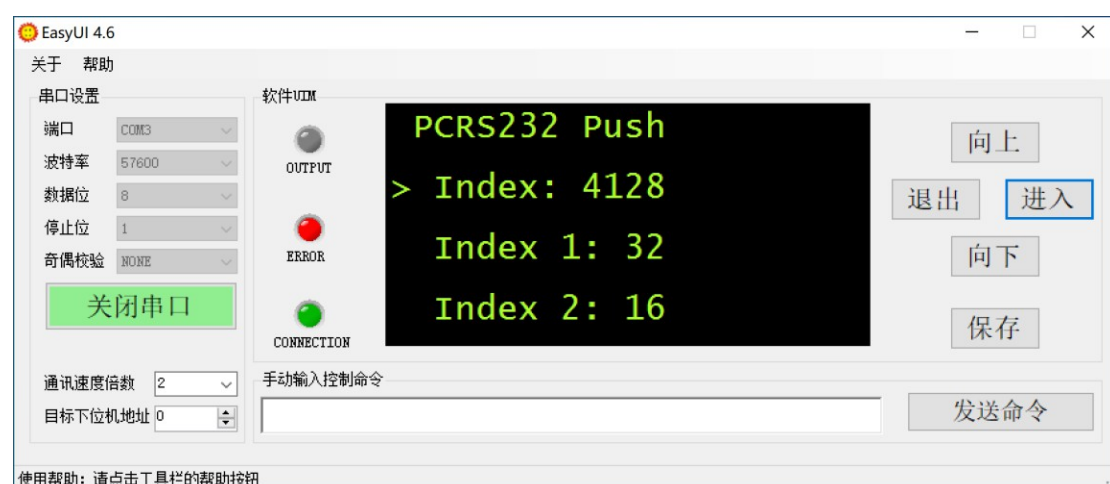 EasyUI 4.6
关于 帮助
串口设置
端口 COM3
波特率 57600
数据位 8
停止位 1
奇偶校验 NONE
关闭串口
通讯速度倍数 2
目标下位机地址 0
软件UIM
OUTPUT
ERROR
CONNECTION
PCRS232 Push
> Index: 4128
Index 1: 32
Index 2: 16
向上
退出 进入
向下
保存
手动输入控制命令
发送命令
使用帮助: 请点击工具栏的帮助按钮